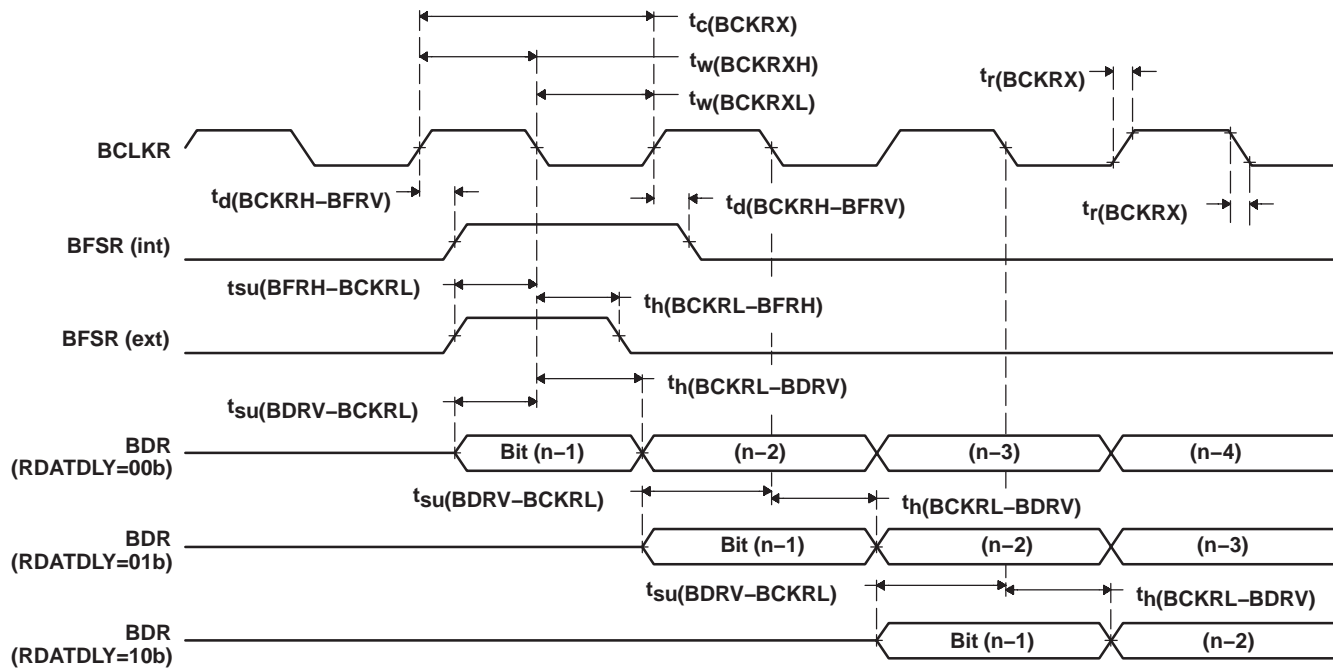 tc(BCKRX)
tw(BCKRXH)
tr(BCKRX)
tw(BCKRXL)
BCLKR
td(BCKRH–BFRV)
td(BCKRH–BFRV)
tr(BCKRX)
BFSR (int)
tsu(BFRH–BCKRL)
th(BCKRL–BFRH)
BFSR (ext)
th(BCKRL–BDRV)
tsu(BDRV–BCKRL)
BDR
(RDATDLY=00b)
Bit (n–1)
(n–2)
(n–3)
(n–4)
tsu(BDRV–BCKRL)
th(BCKRL–BDRV)
BDR
(RDATDLY=01b)
Bit (n–1)
(n–2)
(n–3)
tsu(BDRV–BCKRL)
th(BCKRL–BDRV)
BDR
(RDATDLY=10b)
Bit (n–1)
(n–2)